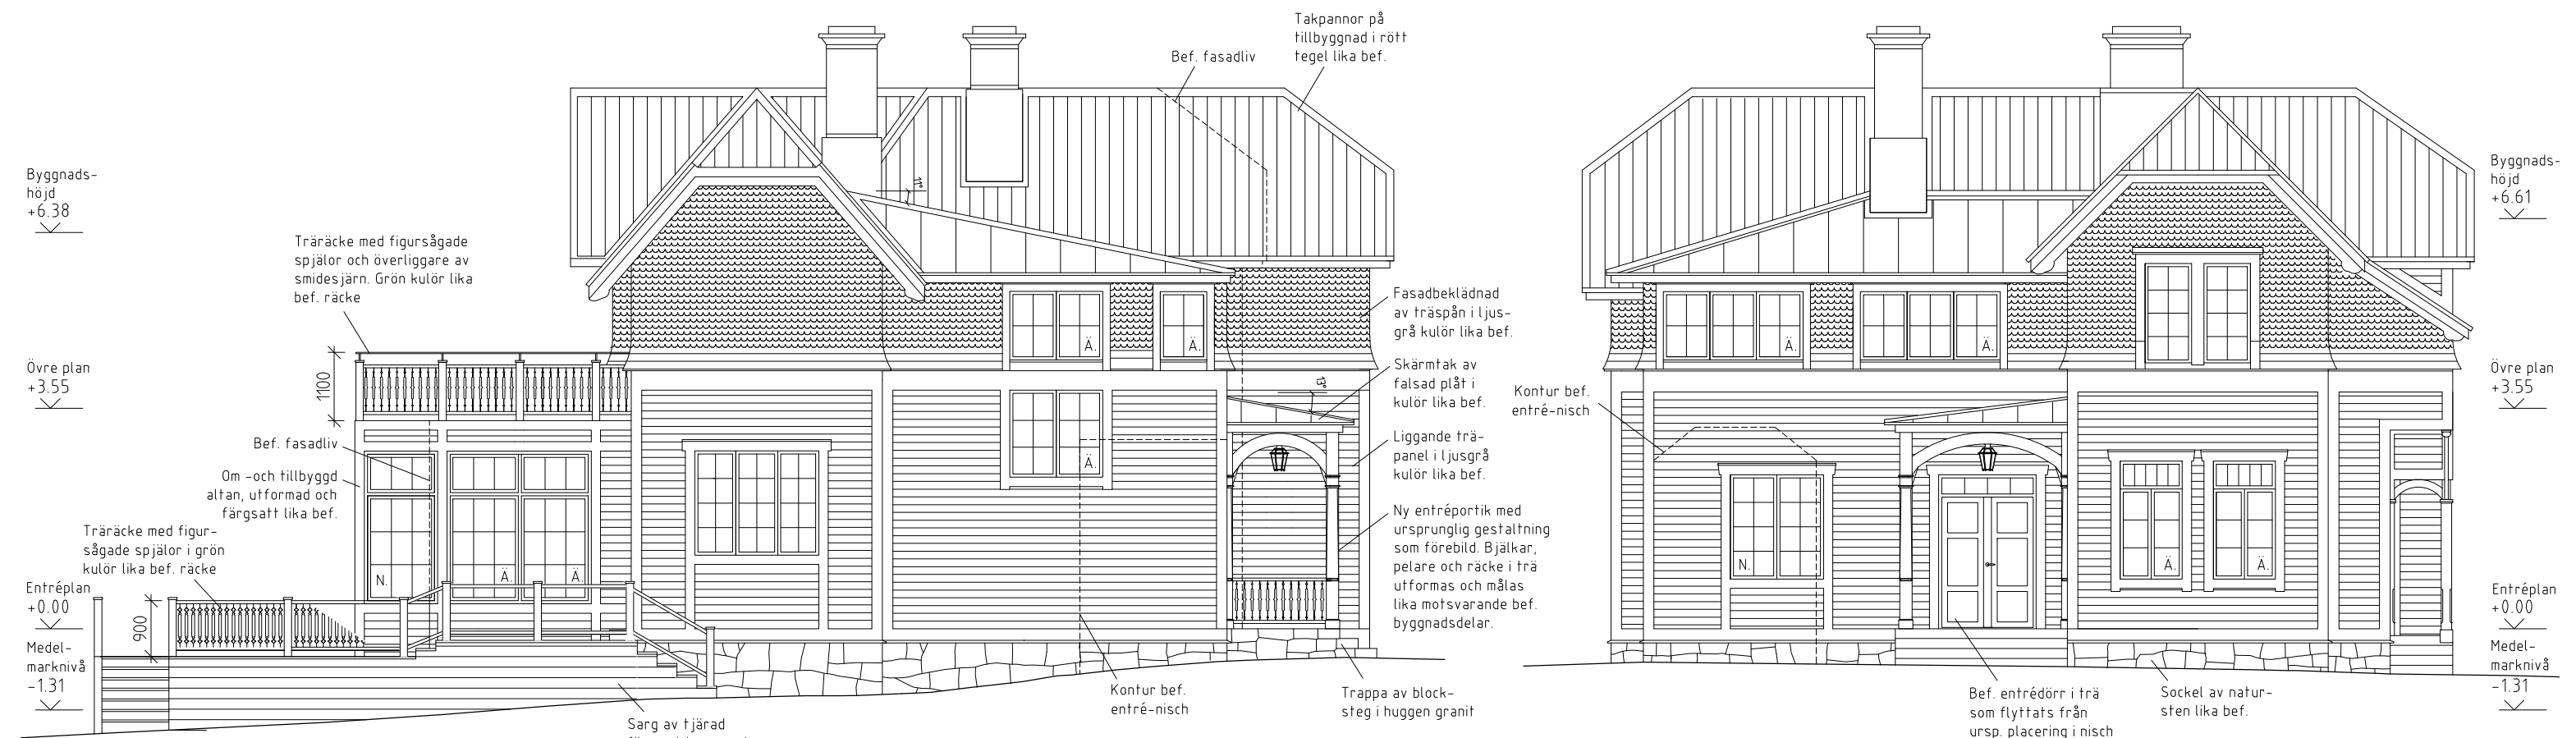 Takpannor på
tillbyggnad i rött
tegel lika bef.
Bef. fasadliv
Byggnads-
höjd
+6.38
11°
Träräcke med figursågade
spjälor och överliggare av
smidesjärn. Grön kulör lika
bef. räcke
Fasadbeklädnad
av träspån i ljus-
grå kulör lika bef.
Ä.
Ä.
Övre plan
+3.55
1100
Skärmtak av
falsad plåt i
kulör lika bef.
13°
Bef. fasadliv
Liggande trä-
panel i ljusgrå
kulör lika bef.
Ä.
Om -och tillbyggd
altan, utformad och
färgsatt lika bef.
Ny entréportik med
ursprunglig gestaltning
som förebild. Bjälkar,
pelare och räcke i trä
utformas och målas
lika motsvarande bef.
byggnadsdelar.
Träräcke med figur-
sågade spjälor i grön
kulör lika bef. räcke
N.
Ä.
Ä.
Entréplan
+0.00
900
Medel-
marknivå
-1.31
Kontur bef.
entré-nisch
Trappa av block-
steg i huggen granit
Sarg av tjärad
Byggnads-
höjd
+6.61
Ä.
Ä.
Övre plan
+3.55
Kontur bef.
entré-nisch
N.
Ä.
Ä.
Entréplan
+0.00
Medel-
marknivå
-1.31
Bef. entrédörr i trä
som flyttats från
ursp. placering i nisch
Sockel av natur-
sten lika bef.